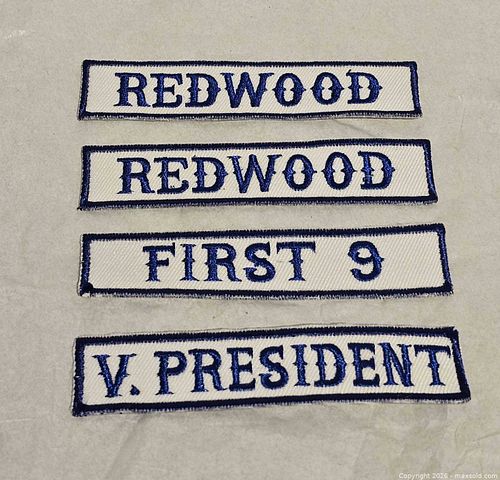 REDWOOD
REDWOOD
FIRST 9
V. PRESIDENT
Copyright 2026 - maxsold.com